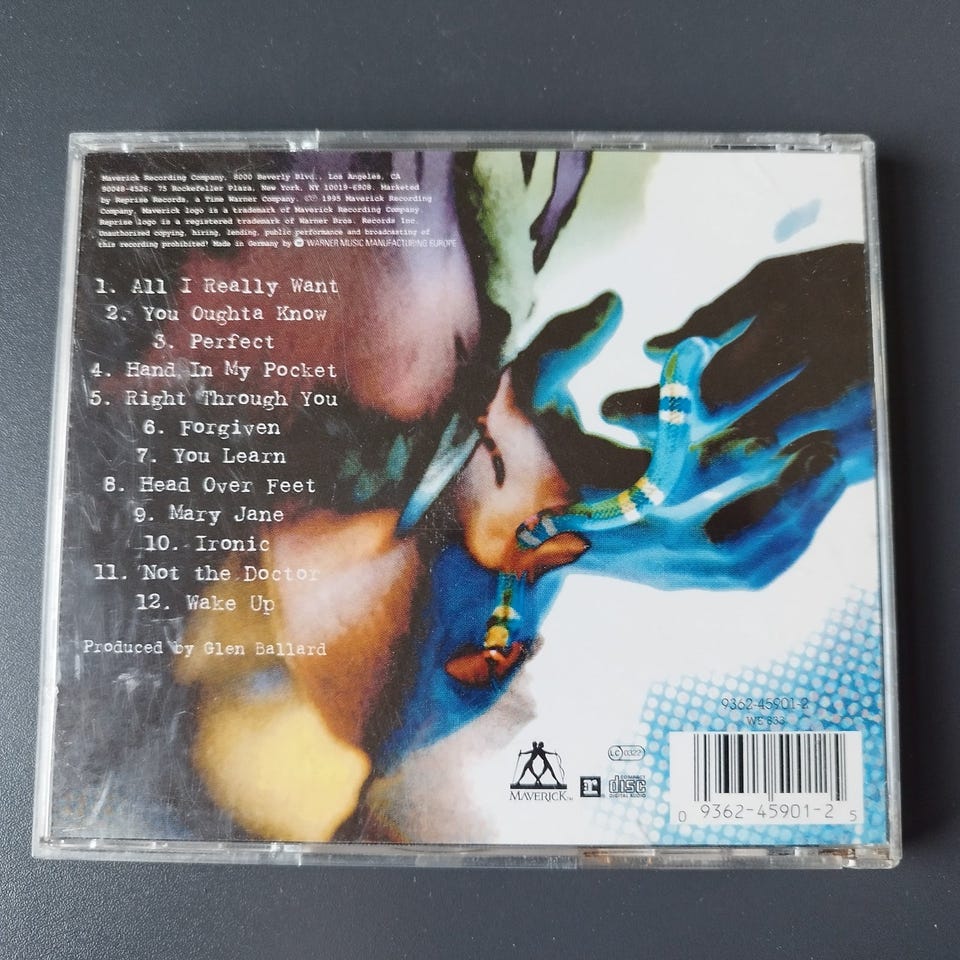 Maverick Recording Company, 8000 Beverly Blvd., Los Angeles, CA
90048-4526; 75 Rockefeller Plaza, New York, NY 10019-6908. Marketed
by Reprise Records, a Time Warner Company. ©℗ 1995 Maverick Recording
Company. Maverick logo is a trademark of Maverick Recording Company.
Reprise logo is a registered trademark of Warner Bros. Records Inc.
Unauthorized copying, hiring, lending, public performance and broadcasting of
this recording prohibited! Made in Germany by WARNER MUSIC MANUFACTURING EUROPE
1. All I Really Want
2. You Oughta Know
3. Perfect
4. Hand In My Pocket
5. Right Through You
6. Forgiven
7. You Learn
8. Head Over Feet
9. Mary Jane
10. Ironic
11. Not the Doctor
12. Wake Up
Produced by Glen Ballard
9362-45901-2
WE 833
MAVERICK™
r®
LC 0322
COMPACT
disc
DIGITAL AUDIO
0 9362-45901-2 5